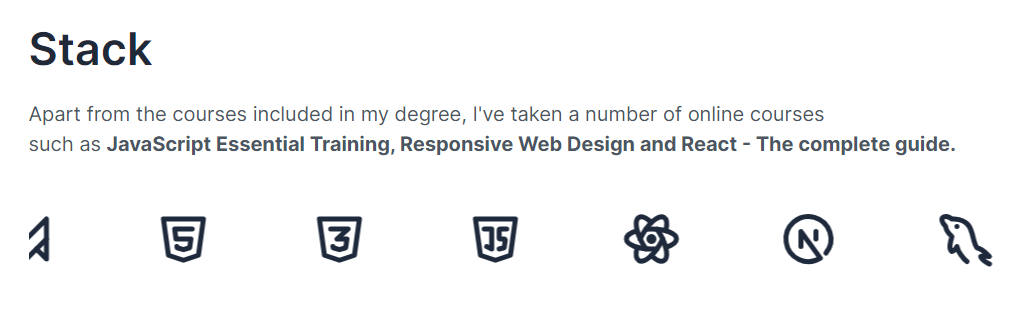 Stack
Apart from the courses included in my degree, I've taken a number of online courses
such as JavaScript Essential Training, Responsive Web Design and React - The complete guide.
5 3 JS N